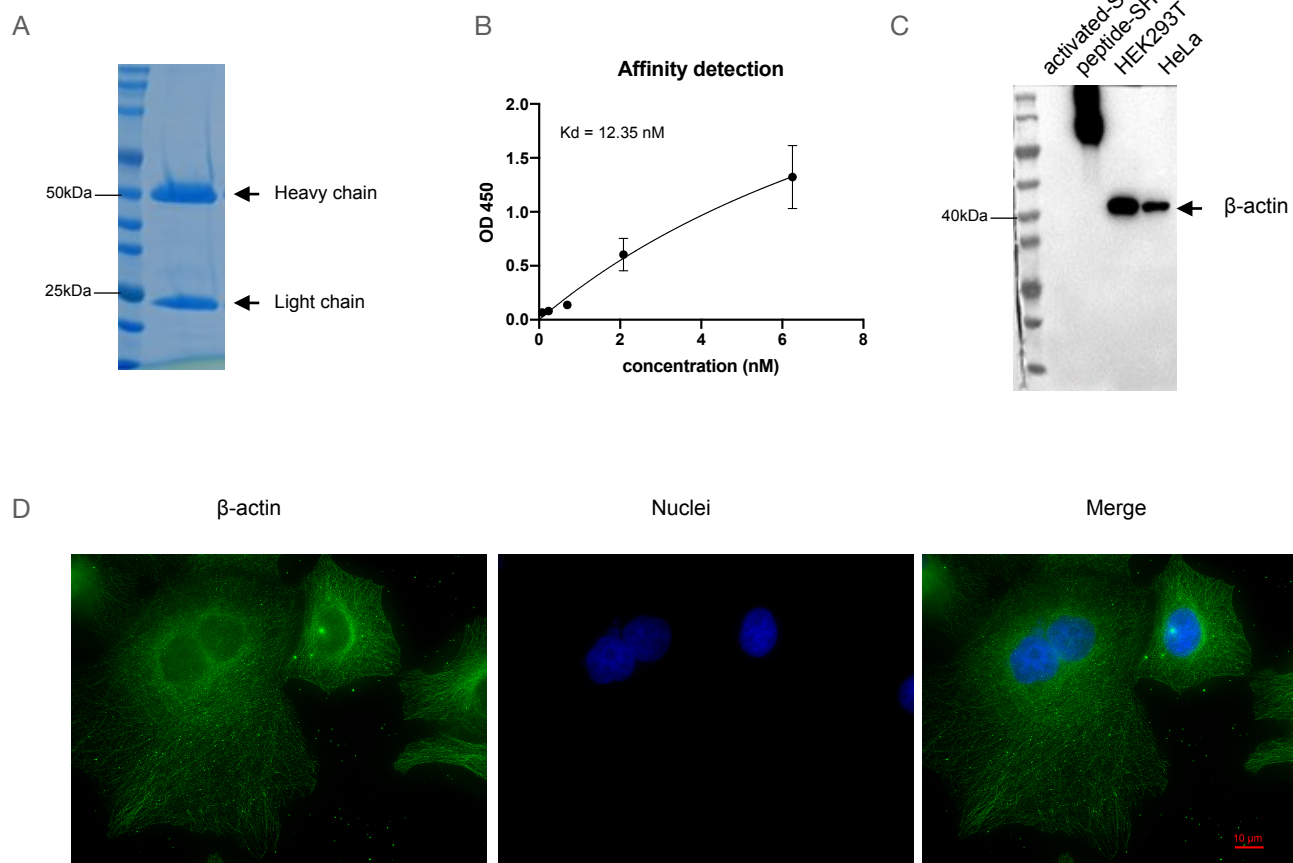 A
50kDa
Heavy chain
25kDa
Light chain
B
Affinity detection
Kd = 12.35 nM
OD 450
2.0
1.5
1.0
0.5
0.0
0 2 4 6 8
concentration (nM)
C
HEK293T
HeLa
40kDa
β-actin
D
β-actin
Nuclei
Merge
10 μm